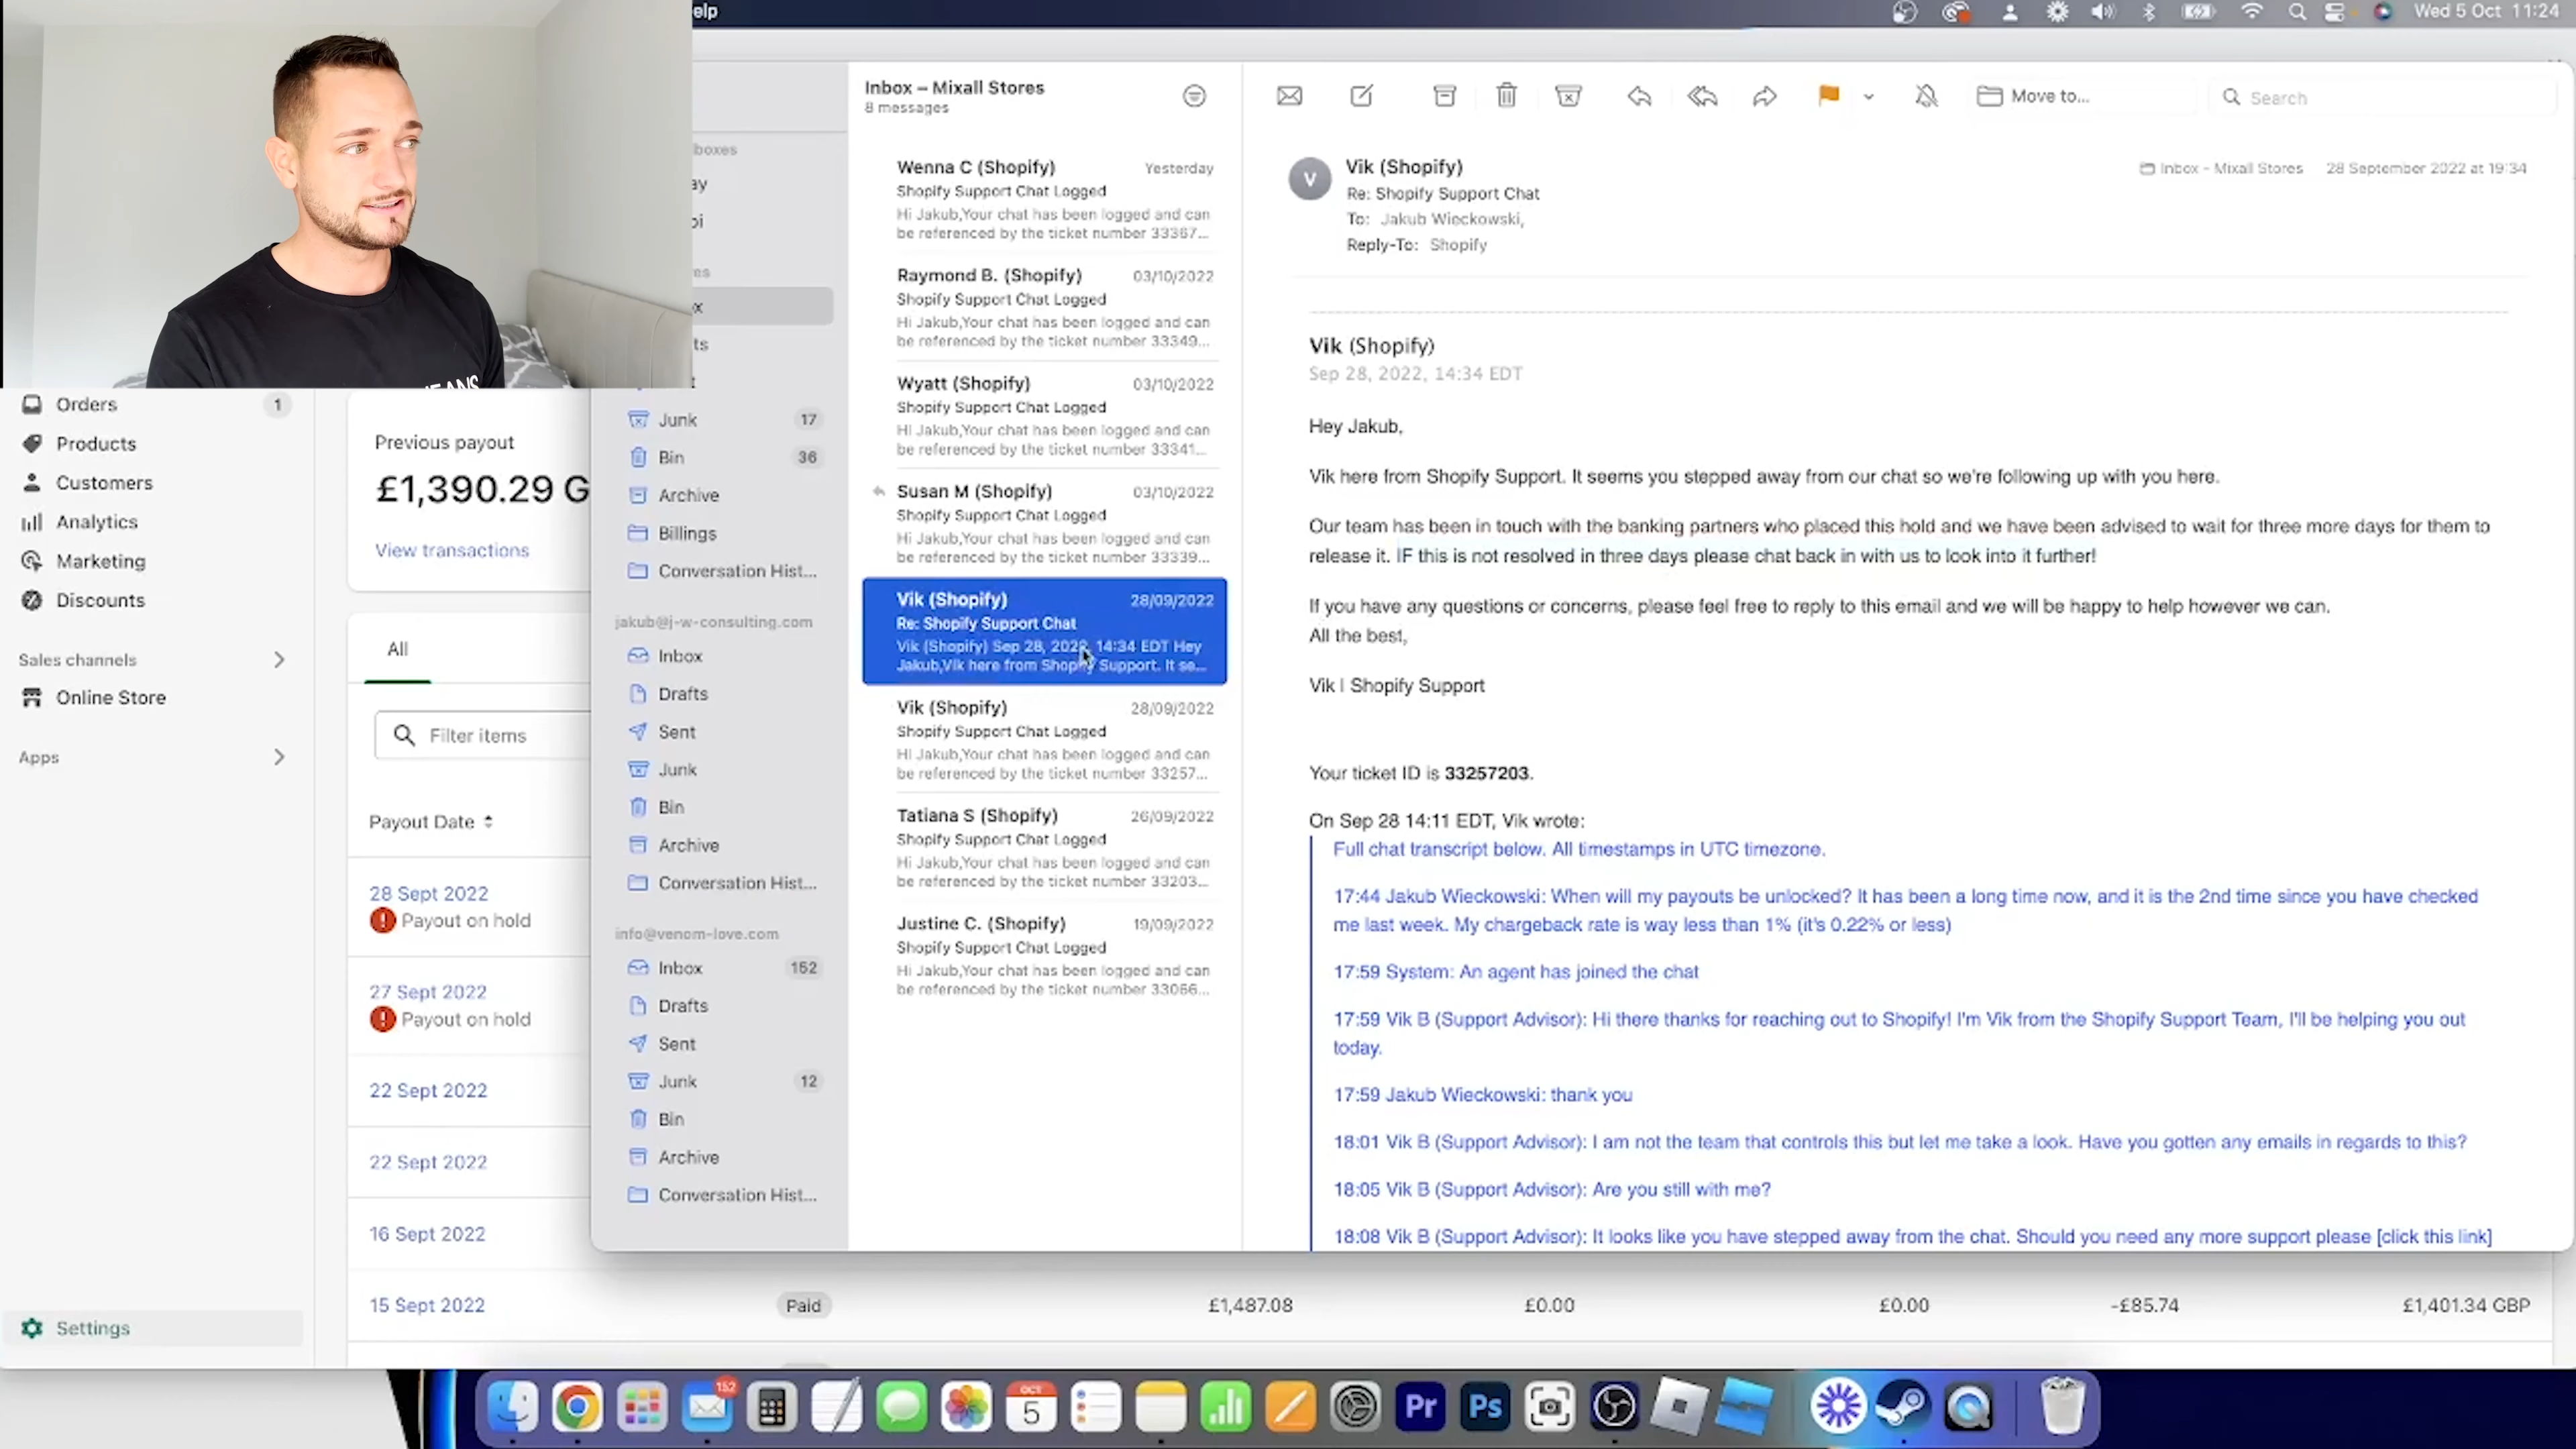 elp
Wed 5 Oct 11:24
Inbox – Mixall Stores
8 messages
Move to...
Search
Wenna C (Shopify) Yesterday
Shopify Support Chat Logged
Hi Jakub,Your chat has been logged and can
be referenced by the ticket number 33367...
Raymond B. (Shopify) 03/10/2022
Shopify Support Chat Logged
Hi Jakub,Your chat has been logged and can
be referenced by the ticket number 33349...
Wyatt (Shopify) 03/10/2022
Shopify Support Chat Logged
Hi Jakub,Your chat has been logged and can
be referenced by the ticket number 33341...
Susan M (Shopify) 03/10/2022
Shopify Support Chat Logged
Hi Jakub,Your chat has been logged and can
be referenced by the ticket number 33339...
Vik (Shopify) 28/09/2022
Re: Shopify Support Chat
Vik (Shopify) Sep 28, 2022, 14:34 EDT Hey
Jakub,Vik here from Shopify Support. It se...
Vik (Shopify) 28/09/2022
Shopify Support Chat Logged
Hi Jakub,Your chat has been logged and can
be referenced by the ticket number 33257...
Tatiana S (Shopify) 26/09/2022
Shopify Support Chat Logged
Hi Jakub,Your chat has been logged and can
be referenced by the ticket number 33203...
Justine C. (Shopify) 19/09/2022
Shopify Support Chat Logged
Hi Jakub,Your chat has been logged and can
be referenced by the ticket number 33066...
V
Vik (Shopify)
Re: Shopify Support Chat
To: Jakub Wieckowski,
Reply-To: Shopify
Inbox - Mixall Stores 28 September 2022 at 19:34
Vik (Shopify)
Sep 28, 2022, 14:34 EDT
Hey Jakub,
Vik here from Shopify Support. It seems you stepped away from our chat so we're following up with you here.
Our team has been in touch with the banking partners who placed this hold and we have been advised to wait for three more days for them to
release it. IF this is not resolved in three days please chat back in with us to look into it further!
If you have any questions or concerns, please feel free to reply to this email and we will be happy to help however we can.
All the best,
Vik | Shopify Support
Your ticket ID is 33257203.
On Sep 28 14:11 EDT, Vik wrote:
Full chat transcript below. All timestamps in UTC timezone.
17:44 Jakub Wieckowski: When will my payouts be unlocked? It has been a long time now, and it is the 2nd time since you have checked
me last week. My chargeback rate is way less than 1% (it's 0.22% or less)
17:59 System: An agent has joined the chat
17:59 Vik B (Support Advisor): Hi there thanks for reaching out to Shopify! I'm Vik from the Shopify Support Team, I'll be helping you out
today.
17:59 Jakub Wieckowski: thank you
18:01 Vik B (Support Advisor): I am not the team that controls this but let me take a look. Have you gotten any emails in regards to this?
18:05 Vik B (Support Advisor): Are you still with me?
18:08 Vik B (Support Advisor): It looks like you have stepped away from the chat. Should you need any more support please [click this link]
boxes
ay
oi
es
x
ts
t
Junk 17
Bin 36
Archive
Billings
Conversation Hist...
jakub@j-w-consulting.com
Inbox
Drafts
Sent
Junk
Bin
Archive
Conversation Hist...
info@venom-love.com
Inbox 152
Drafts
Sent
Junk 12
Bin
Archive
Conversation Hist...
Orders 1
Products
Customers
Analytics
Marketing
Discounts
Sales channels
Online Store
Apps
Settings
Previous payout
£1,390.29 G
View transactions
All
Filter items
Payout Date
28 Sept 2022
Payout on hold
27 Sept 2022
Payout on hold
22 Sept 2022
22 Sept 2022
16 Sept 2022
15 Sept 2022 Paid £1,487.08 £0.00 £0.00 -£85.74 £1,401.34 GBP
152
OCT
5
Pr
Ps